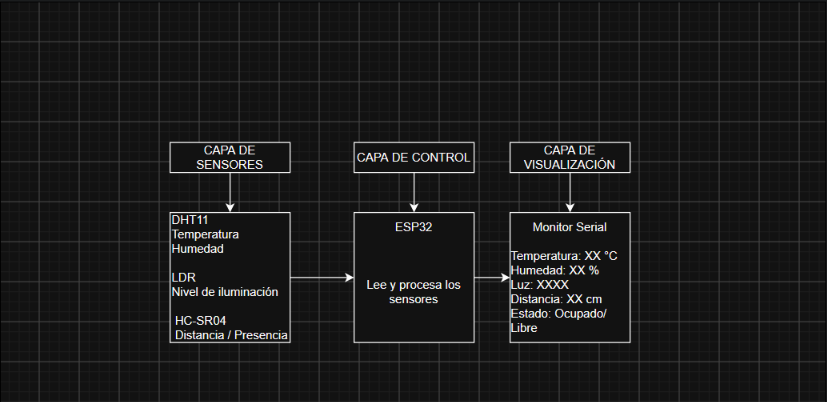 CAPA DE
SENSORES
CAPA DE CONTROL
CAPA DE
VISUALIZACIÓN
DHT11
Temperatura
Humedad
LDR
Nivel de iluminación
HC-SR04
Distancia / Presencia
ESP32
Lee y procesa los
sensores
Monitor Serial
Temperatura: XX °C
Humedad: XX %
Luz: XXXX
Distancia: XX cm
Estado: Ocupado/
Libre